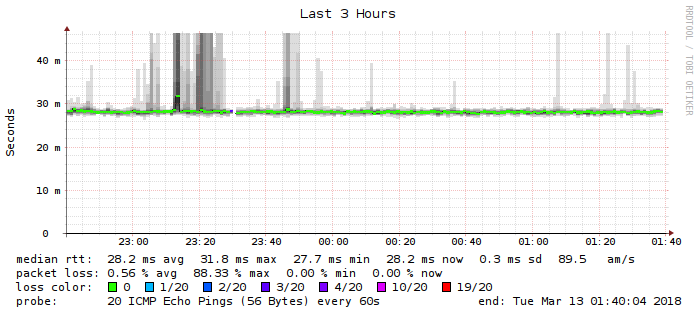 Last 3 Hours
RRDTOOL / TOBI OETIKER
Seconds
40 m
30 m
20 m
10 m
0
23:00 23:20 23:40 00:00 00:20 00:40 01:00 01:20 01:40
median rtt: 28.2 ms avg 31.8 ms max 27.7 ms min 28.2 ms now 0.3 ms sd 89.5 am/s
packet loss: 0.56 % avg 88.33 % max 0.00 % min 0.00 % now
loss color: 0 1/20 2/20 3/20 4/20 10/20 19/20
probe: 20 ICMP Echo Pings (56 Bytes) every 60s end: Tue Mar 13 01:40:04 2018